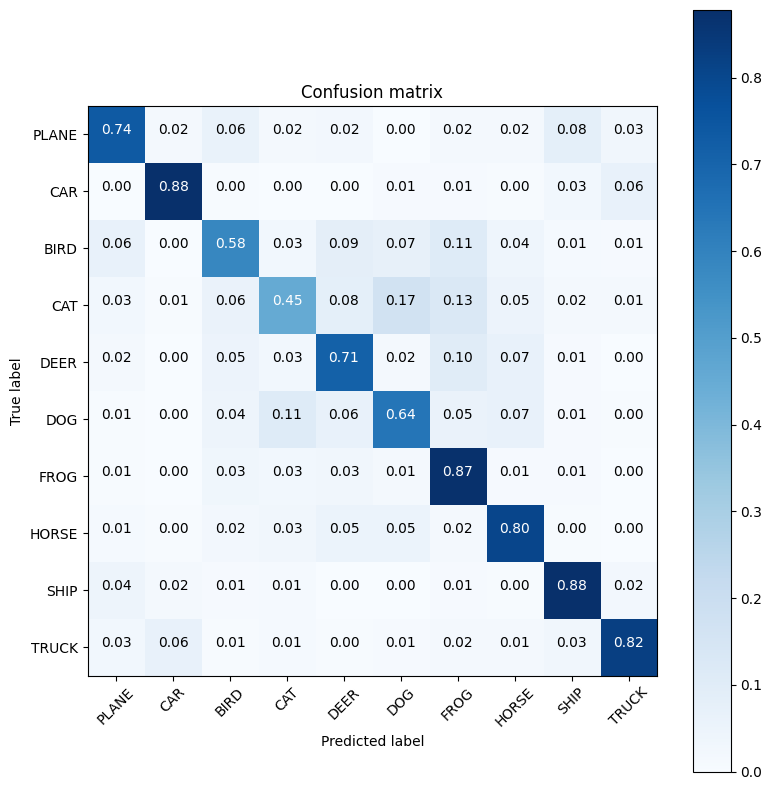 Confusion matrix
PLANE 0.74 0.02 0.06 0.02 0.02 0.00 0.02 0.02 0.08 0.03
CAR 0.00 0.88 0.00 0.00 0.00 0.01 0.01 0.00 0.03 0.06
BIRD 0.06 0.00 0.58 0.03 0.09 0.07 0.11 0.04 0.01 0.01
CAT 0.03 0.01 0.06 0.45 0.08 0.17 0.13 0.05 0.02 0.01
DEER 0.02 0.00 0.05 0.03 0.71 0.02 0.10 0.07 0.01 0.00
DOG 0.01 0.00 0.04 0.11 0.06 0.64 0.05 0.07 0.01 0.00
FROG 0.01 0.00 0.03 0.03 0.03 0.01 0.87 0.01 0.01 0.00
HORSE 0.01 0.00 0.02 0.03 0.05 0.05 0.02 0.80 0.00 0.00
SHIP 0.04 0.02 0.01 0.01 0.00 0.00 0.01 0.00 0.88 0.02
TRUCK 0.03 0.06 0.01 0.01 0.00 0.01 0.02 0.01 0.03 0.82
PLANE CAR BIRD CAT DEER DOG FROG HORSE SHIP TRUCK
Predicted label
True label
0.8
0.7
0.6
0.5
0.4
0.3
0.2
0.1
0.0